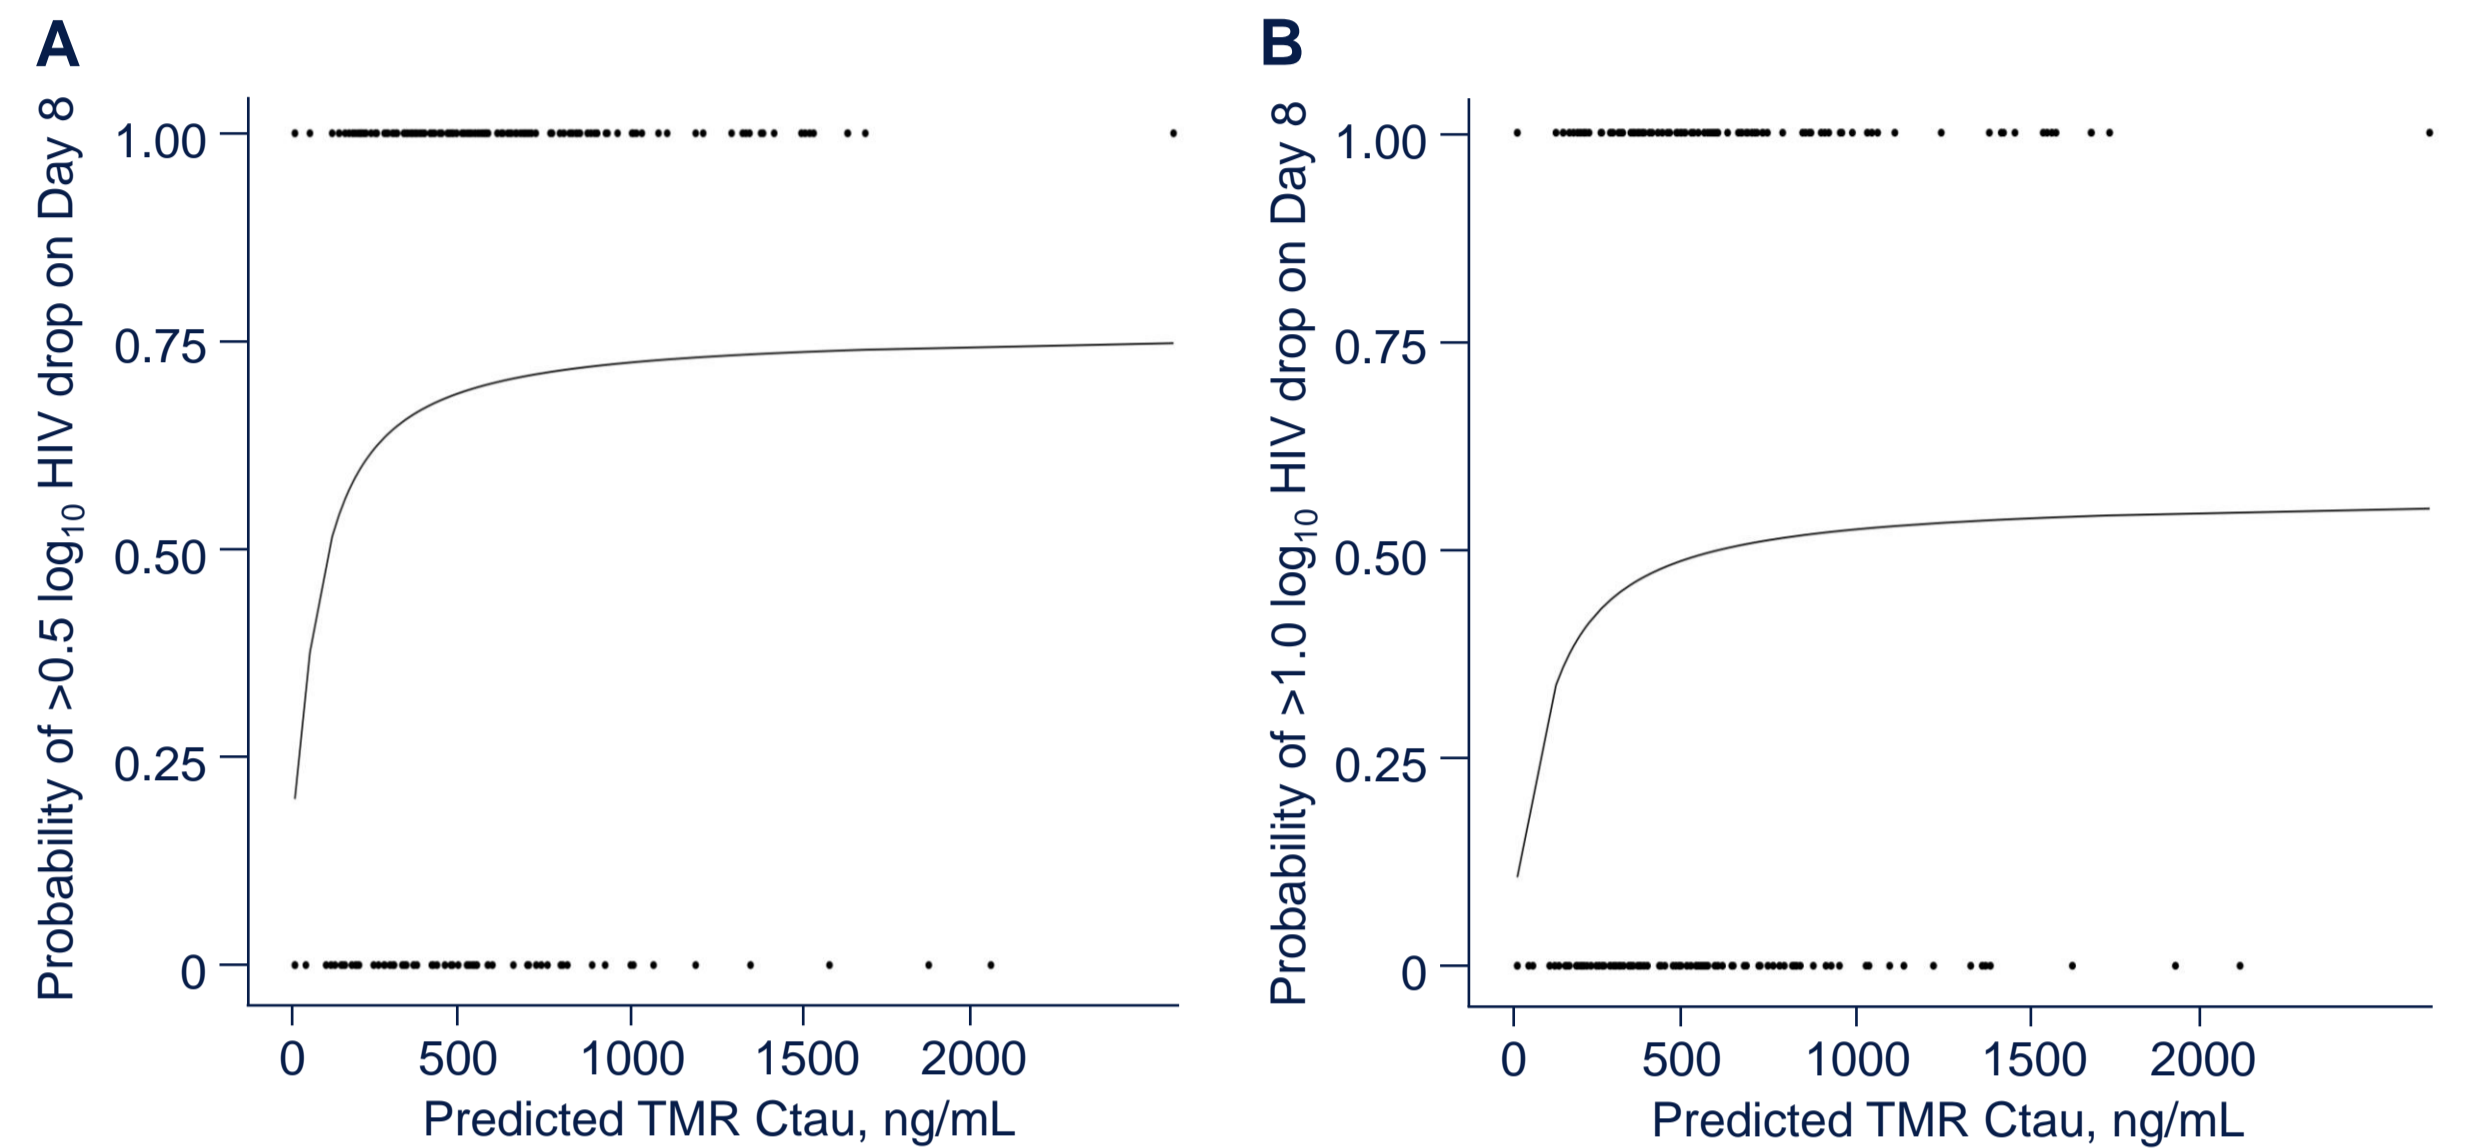 A
Probability of >0.5 log10 HIV drop on Day 8
1.00
0.75
0.50
0.25
0
0 500 1000 1500 2000
Predicted TMR Ctau, ng/mL
B
Probability of >1.0 log10 HIV drop on Day 8
1.00
0.75
0.50
0.25
0
0 500 1000 1500 2000
Predicted TMR Ctau, ng/mL